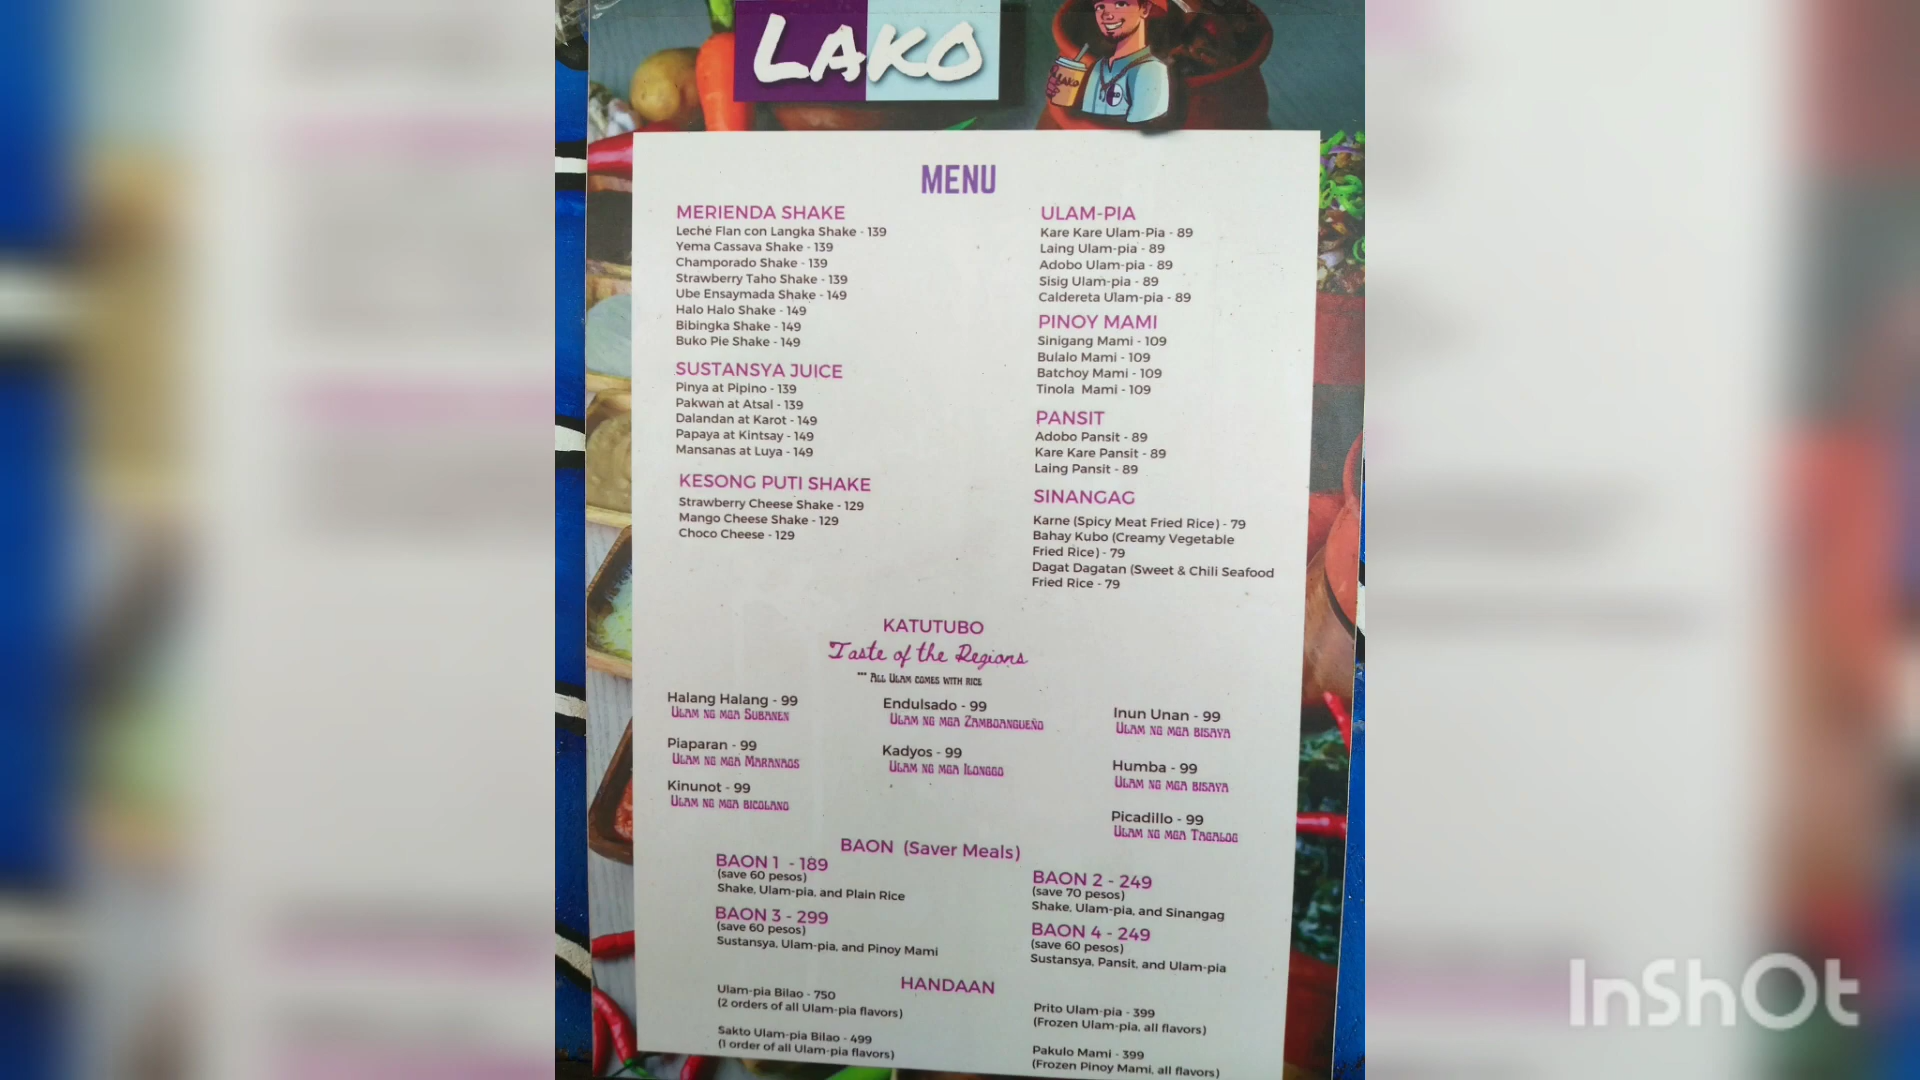 LAKO
LAKO
MENU
MERIENDA SHAKE
Leche Flan con Langka Shake - 139
Yema Cassava Shake - 139
Champorado Shake - 139
Strawberry Taho Shake - 139
Ube Ensaymada Shake - 149
Halo Halo Shake - 149
Bibingka Shake - 149
Buko Pie Shake - 149
SUSTANSYA JUICE
Pinya at Pipino - 139
Pakwan at Atsal - 139
Dalandan at Karot - 149
Papaya at Kintsay - 149
Mansanas at Luya - 149
KESONG PUTI SHAKE
Strawberry Cheese Shake - 129
Mango Cheese Shake - 129
Choco Cheese - 129
ULAM-PIA
Kare Kare Ulam-Pia - 89
Laing Ulam-pia - 89
Adobo Ulam-pia - 89
Sisig Ulam-pia - 89
Caldereta Ulam-pia - 89
PINOY MAMI
Sinigang Mami - 109
Bulalo Mami - 109
Batchoy Mami - 109
Tinola Mami - 109
PANSIT
Adobo Pansit - 89
Kare Kare Pansit - 89
Laing Pansit - 89
SINANGAG
Karne (Spicy Meat Fried Rice) - 79
Bahay Kubo (Creamy Vegetable
Fried Rice) - 79
Dagat Dagatan (Sweet & Chili Seafood
Fried Rice - 79
KATUTUBO
Taste of the Regions
*** ALL ULAM COMES WITH RICE
Halang Halang - 99
ULAM NG MGA SUBANEN
Piaparan - 99
ULAM NG MGA MARANAOS
Kinunot - 99
ULAM NG MGA BICOLANO
Endulsado - 99
ULAM NG MGA ZAMBOANGUEÑO
Kadyos - 99
ULAM NG MGA ILONGGO
Inun Unan - 99
ULAM NG MGA BISAYA
Humba - 99
ULAM NG MGA BISAYA
Picadillo - 99
ULAM NG MGA TAGALOG
BAON (Saver Meals)
BAON 1 - 189
(save 60 pesos)
Shake, Ulam-pia, and Plain Rice
BAON 2 - 249
(save 70 pesos)
Shake, Ulam-pia, and Sinangag
BAON 3 - 299
(save 60 pesos)
Sustansya, Ulam-pia, and Pinoy Mami
BAON 4 - 249
(save 60 pesos)
Sustansya, Pansit, and Ulam-pia
HANDAAN
Ulam-pia Bilao - 750
(2 orders of all Ulam-pia flavors)
Sakto Ulam-pia Bilao - 499
(1 order of all Ulam-pia flavors)
Prito Ulam-pia - 399
(Frozen Ulam-pia, all flavors)
Pakulo Mami - 399
(Frozen Pinoy Mami, all flavors)
InShOt